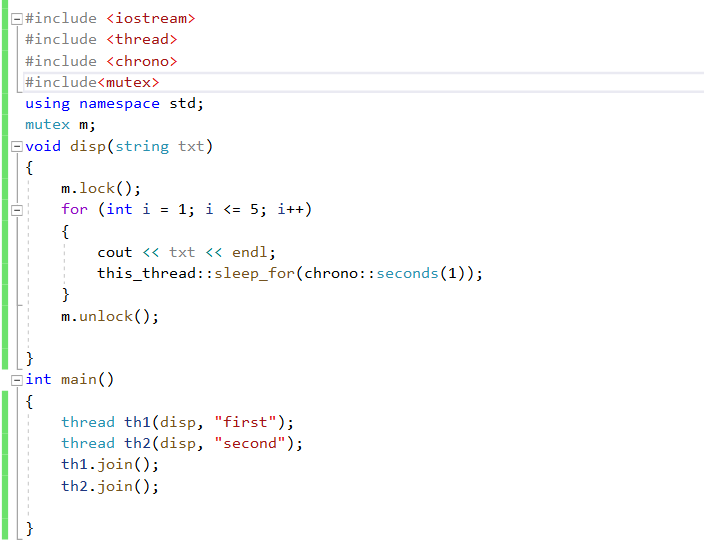 #include <iostream>
#include <thread>
#include <chrono>
#include<mutex>
using namespace std;
mutex m;
void disp(string txt)
{
    m.lock();
    for (int i = 1; i <= 5; i++)
    {
        cout << txt << endl;
        this_thread::sleep_for(chrono::seconds(1));
    }
    m.unlock();

}
int main()
{
    thread th1(disp, "first");
    thread th2(disp, "second");
    th1.join();
    th2.join();

}